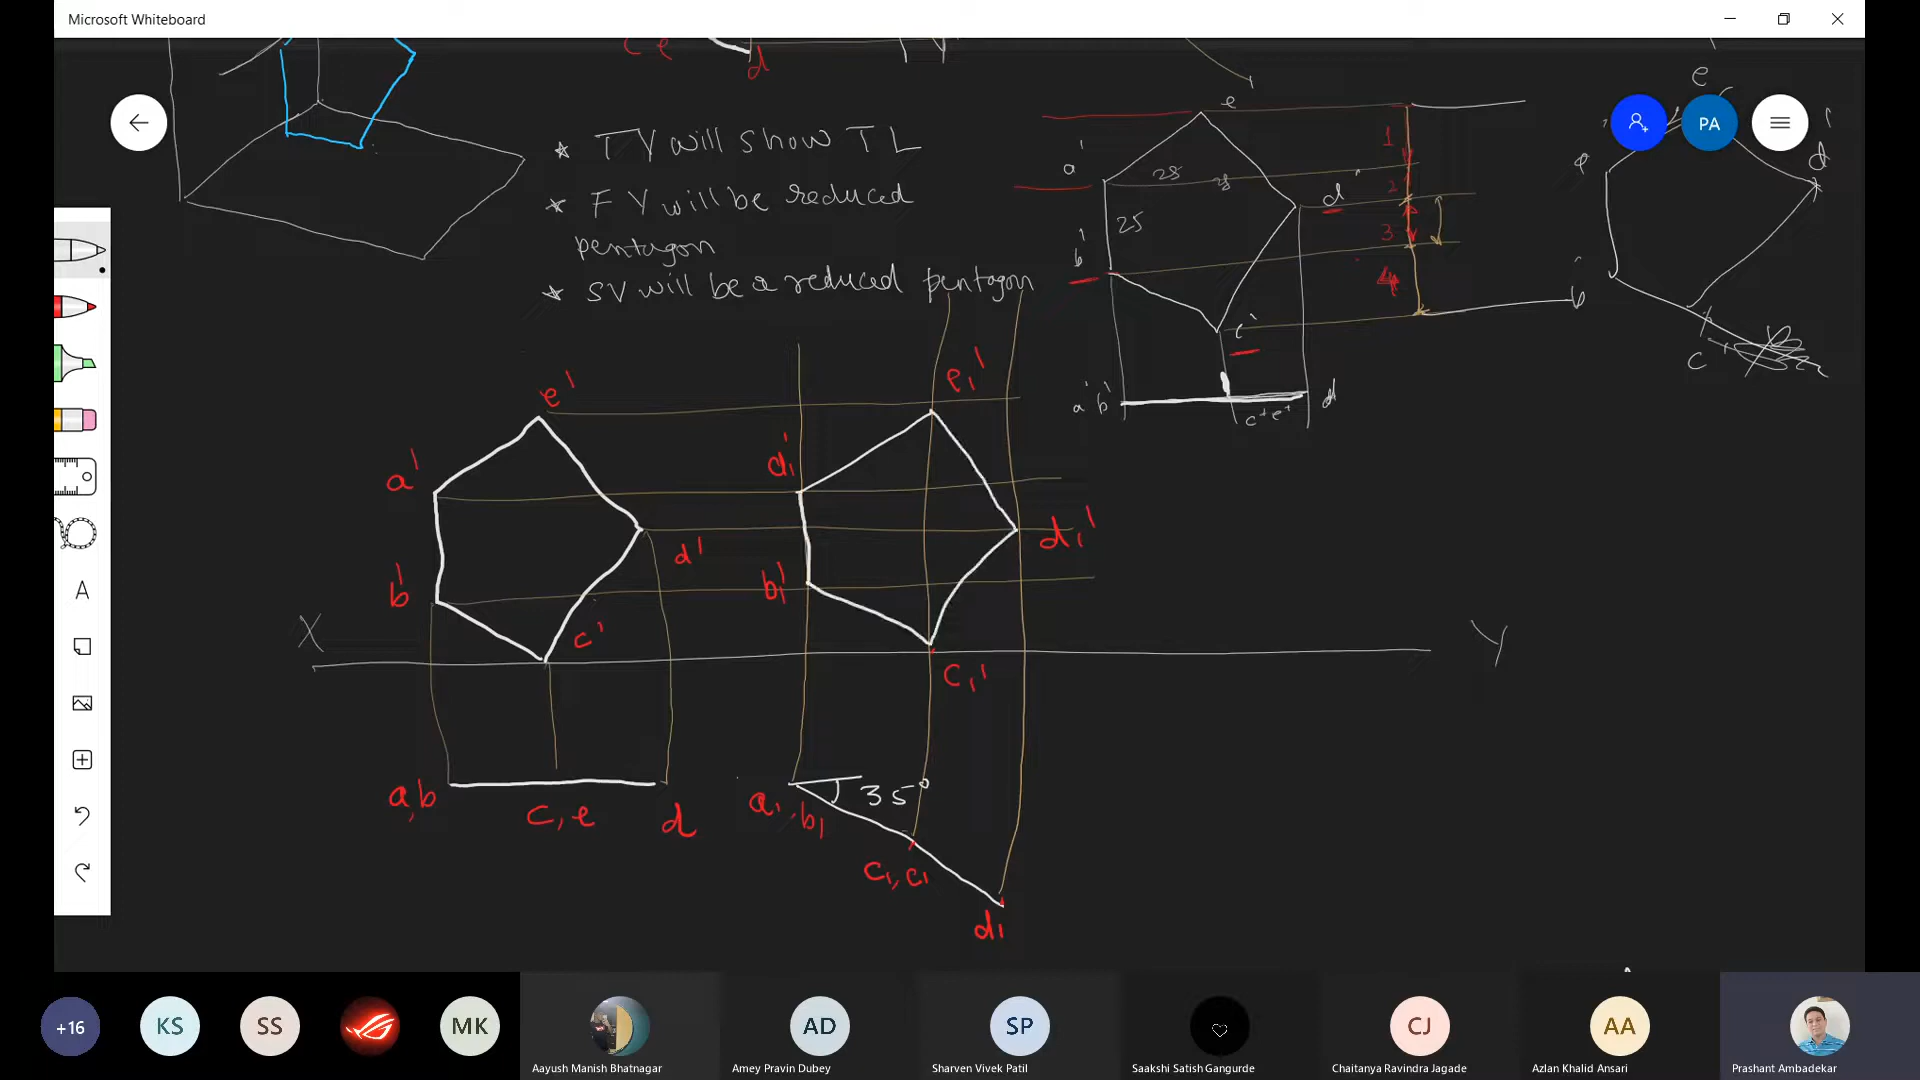 Microsoft Whiteboard
c e
d
e
PA
* TV will show TL
* FV will be reduced
pentagon
* SV will be a reduced pentagon
e'
a'
25
25
25
d'
b'
c'
1
2
3
4
a' b'
c+e+
d
e
d
b
c'
e'
a'
d'
b'
c'
e₁'
d₁'
d₁'
b₁'
c₁'
X
Y
a,b
c,e
d
a₁,b₁
35°
c₁,e₁
d₁
A
+16
KS
SS
MK
AD
SP
CJ
AA
Aayush Manish Bhatnagar
Amey Pravin Dubey
Sharven Vivek Patil
Saakshi Satish Gangurde
Chaitanya Ravindra Jagade
Azlan Khalid Ansari
Prashant Ambadekar